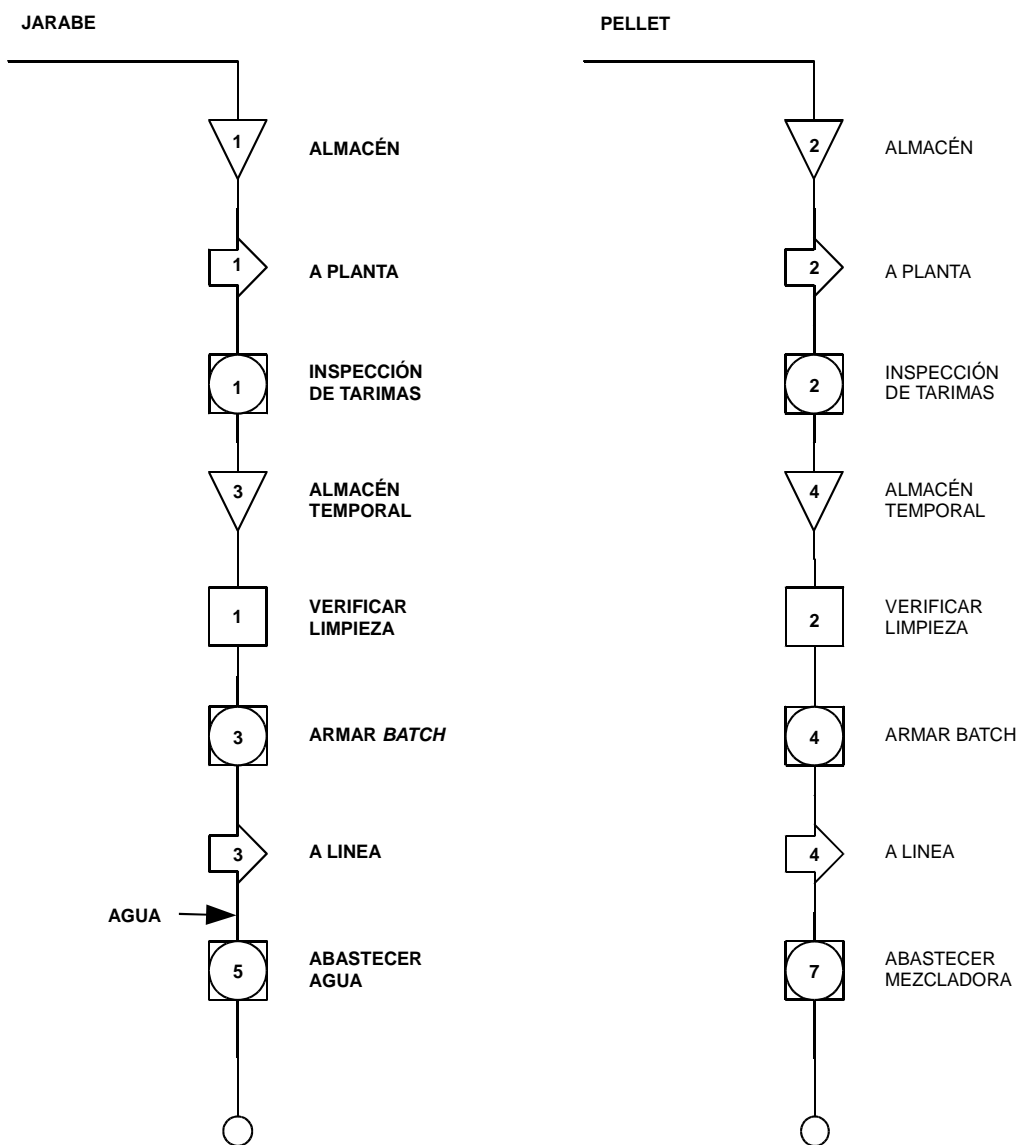 JARABE
1
ALMACÉN
1
A PLANTA
1
INSPECCIÓN
DE TARIMAS
3
ALMACÉN
TEMPORAL
1
VERIFICAR
LIMPIEZA
3
ARMAR BATCH
3
A LINEA
AGUA
5
ABASTECER
AGUA
PELLET
2
ALMACÉN
2
A PLANTA
2
INSPECCIÓN
DE TARIMAS
4
ALMACÉN
TEMPORAL
2
VERIFICAR
LIMPIEZA
4
ARMAR BATCH
4
A LINEA
7
ABASTECER
MEZCLADORA